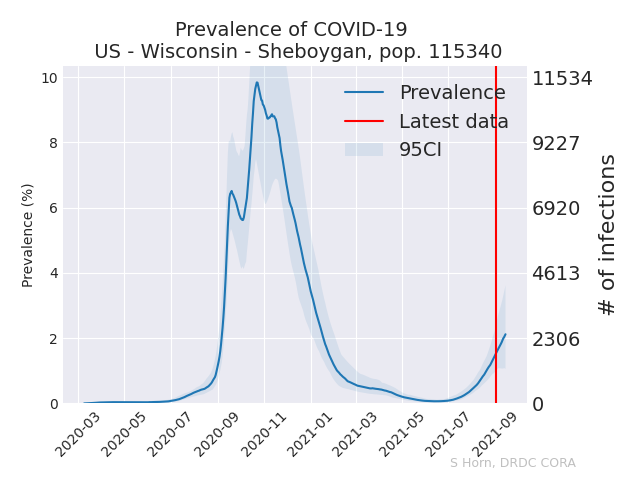 Prevalence of COVID-19
US - Wisconsin - Sheboygan, pop. 115340
Prevalence
Latest data
95CI
10
8
6
4
2
0
Prevalence (%)
11534
9227
6920
4613
2306
0
# of infections
2020-03
2020-05
2020-07
2020-09
2020-11
2021-01
2021-03
2021-05
2021-07
2021-09
S Horn, DRDC CORA